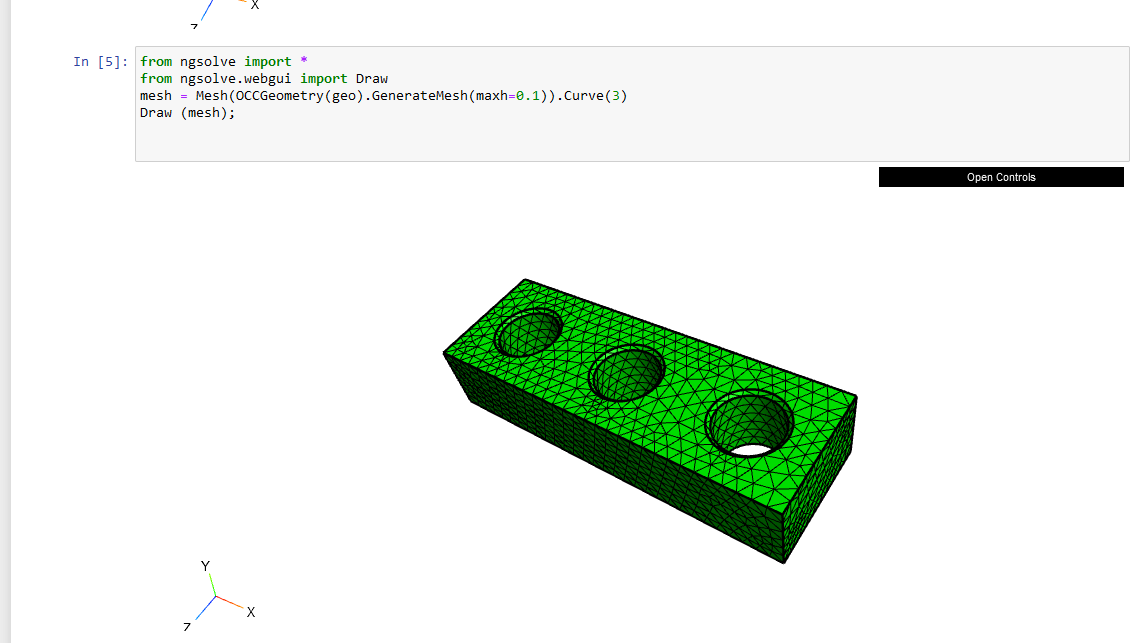 X
Z
In [5]:
from ngsolve import *
from ngsolve.webgui import Draw
mesh = Mesh(OCCGeometry(geo).GenerateMesh(maxh=0.1)).Curve(3)
Draw (mesh);
Open Controls
Y
X
Z